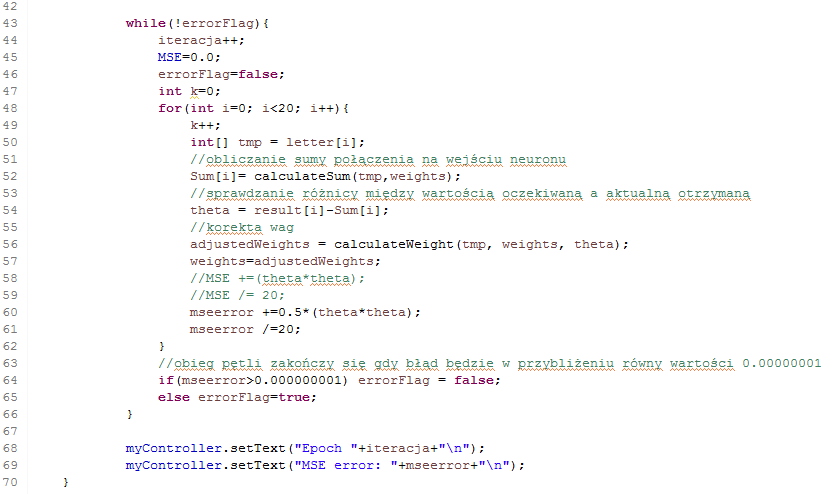 42
43 while(!errorFlag){
44 iteracja++;
45 MSE=0.0;
46 errorFlag=false;
47 int k=0;
48 for(int i=0; i<20; i++){
49 k++;
50 int[] tmp = letter[i];
51 //obliczanie sumy połączenia na wejściu neuronu
52 Sum[i]= calculateSum(tmp,weights);
53 //sprawdzanie różnicy między wartością oczekiwaną a aktualną otrzymaną
54 theta = result[i]-Sum[i];
55 //korekta wag
56 adjustedWeights = calculateWeight(tmp, weights, theta);
57 weights=adjustedWeights;
58 //MSE +=(theta*theta);
59 //MSE /= 20;
60 mseerror +=0.5*(theta*theta);
61 mseerror /=20;
62 }
63 //obieg pętli zakończy się gdy błąd będzie w przybliżeniu równy wartości 0.00000001
64 if(mseerror>0.000000001) errorFlag = false;
65 else errorFlag=true;
66 }
67
68 myController.setText("Epoch "+iteracja+"\n");
69 myController.setText("MSE error: "+mseerror+"\n");
70 }